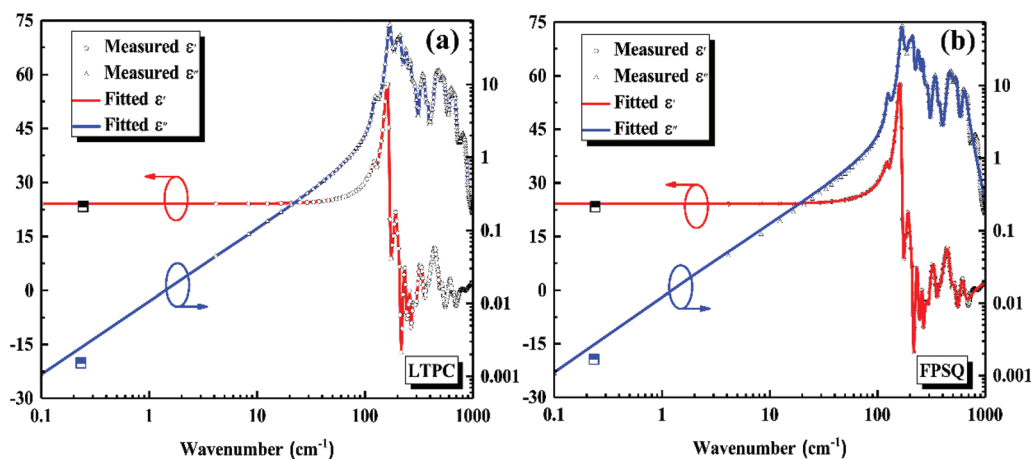 (a)
Measured ε′
Measured ε″
Fitted ε′
Fitted ε″
75
60
45
30
15
0
-15
-30
10
1
0.1
0.01
0.001
LTPC
0.1
1
10
100
1000
Wavenumber (cm⁻¹)
(b)
Measured ε′
Measured ε″
Fitted ε′
Fitted ε″
75
60
45
30
15
0
-15
-30
10
1
0.1
0.01
0.001
FPSQ
0.1
1
10
100
1000
Wavenumber (cm⁻¹)